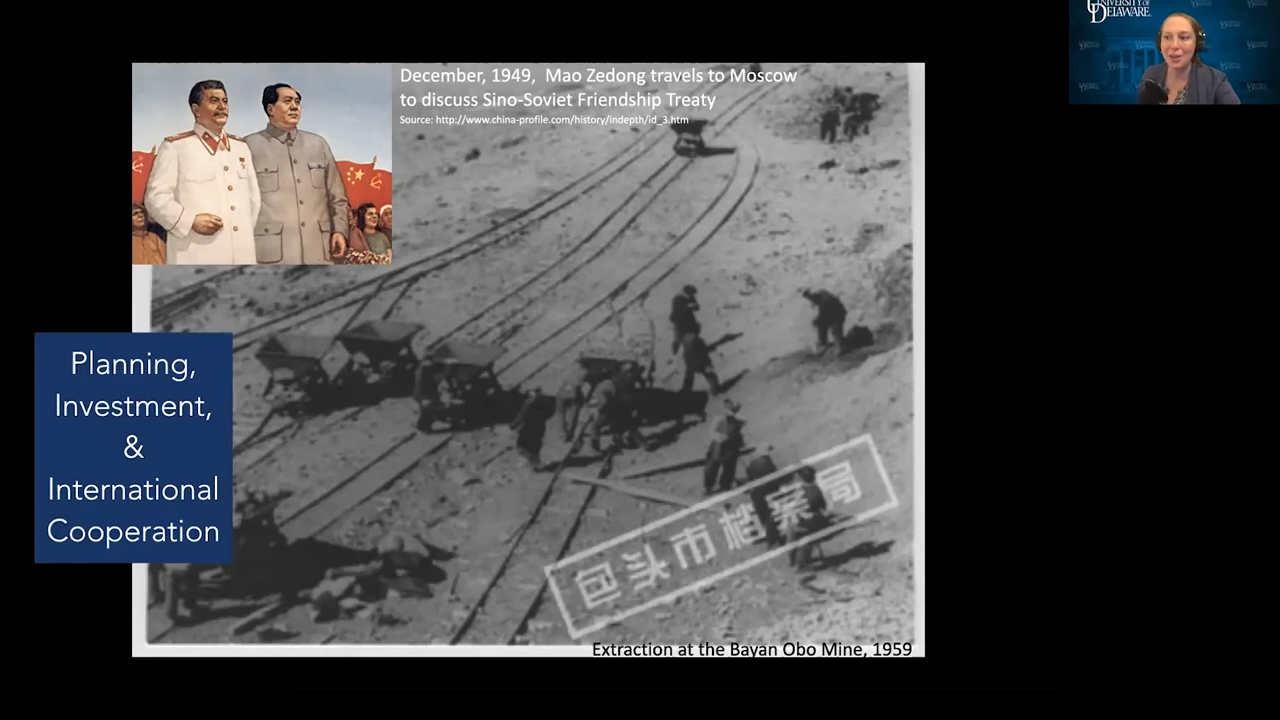 UNIVERSITY OF
DELAWARE
December, 1949, Mao Zedong travels to Moscow
to discuss Sino-Soviet Friendship Treaty
Source: http://www.china-profile.com/history/indepth/id_3.htm
Planning,
Investment,
&
International
Cooperation
包头市档案局
Extraction at the Bayan Obo Mine, 1959